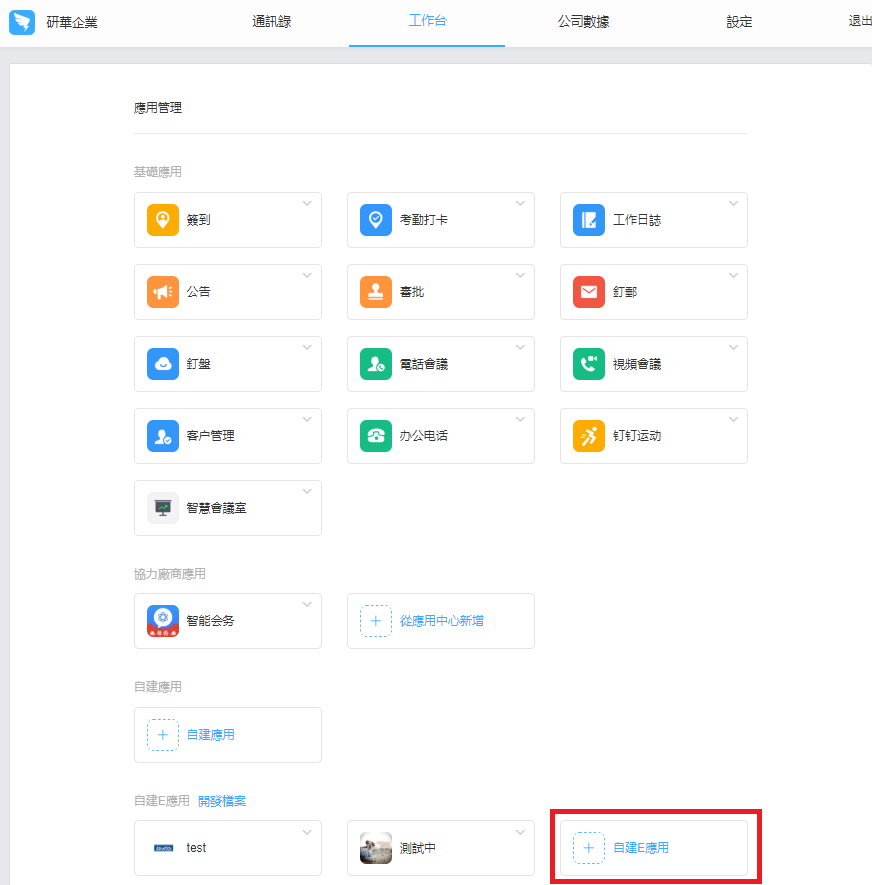 研華企業 通訊錄 工作台 公司數據 設定 退出
應用管理
基礎應用
簽到 考勤打卡 工作日誌
公告 審批 釘郵
釘盤 電話會議 視頻會議
客户管理 办公电话 钉钉运动
智慧會議室
協力廠商應用
智能会务 從應用中心新增
自建應用
自建應用
自建E應用 開發檔案
test 測試中 自建E應用